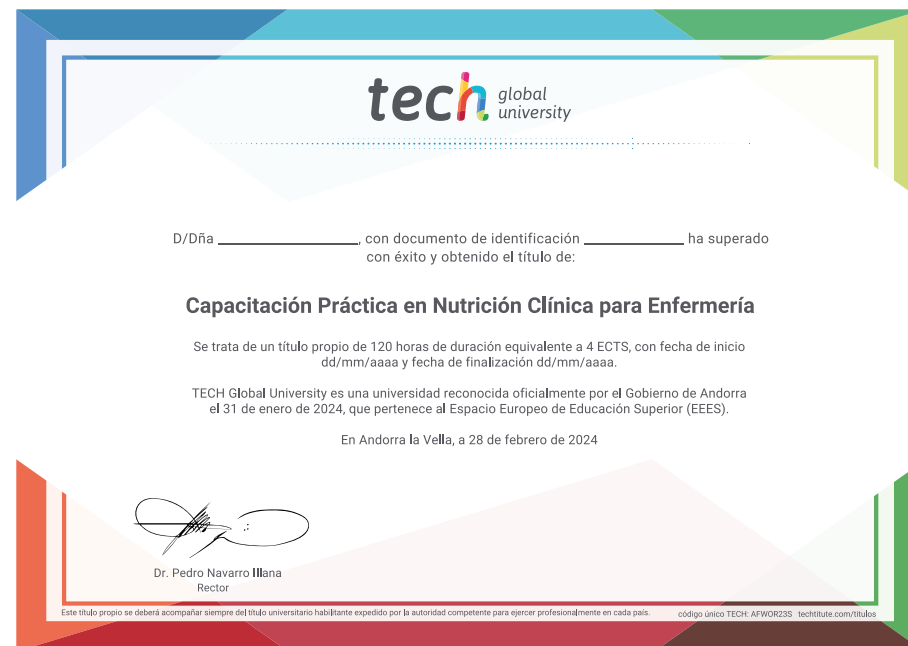 tech global university
D/Dña ____________________, con documento de identificación ______________ ha superado
con éxito y obtenido el título de:
Capacitación Práctica en Nutrición Clínica para Enfermería
Se trata de un título propio de 120 horas de duración equivalente a 4 ECTS, con fecha de inicio
dd/mm/aaaa y fecha de finalización dd/mm/aaaa.
TECH Global University es una universidad reconocida oficialmente por el Gobierno de Andorra
el 31 de enero de 2024, que pertenece al Espacio Europeo de Educación Superior (EEES).
En Andorra la Vella, a 28 de febrero de 2024
Dr. Pedro Navarro Illana
Rector
Este título propio se deberá acompañar siempre del título universitario habilitante expedido por la autoridad competente para ejercer profesionalmente en cada país.
código único TECH: AFWOR23S techtitute.com/titulos